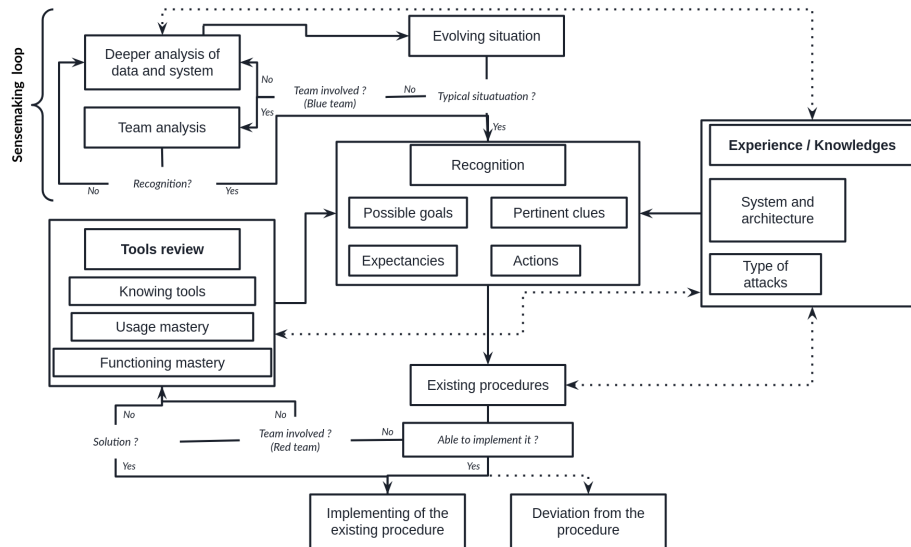 Sensemaking loop
Deeper analysis of
data and system
Evolving situation
No
Team involved ?
(Blue team)
No
Typical situatuation ?
Yes
Team analysis
Yes
No
Recognition?
Yes
Recognition
Possible goals
Pertinent clues
Expectancies
Actions
Experience / Knowledges
System and
architecture
Type of
attacks
Tools review
Knowing tools
Usage mastery
Functioning mastery
Existing procedures
No
No
Solution ?
Team involved ?
(Red team)
No
Able to implement it ?
Yes
Yes
Implementing of the
existing procedure
Deviation from the
procedure